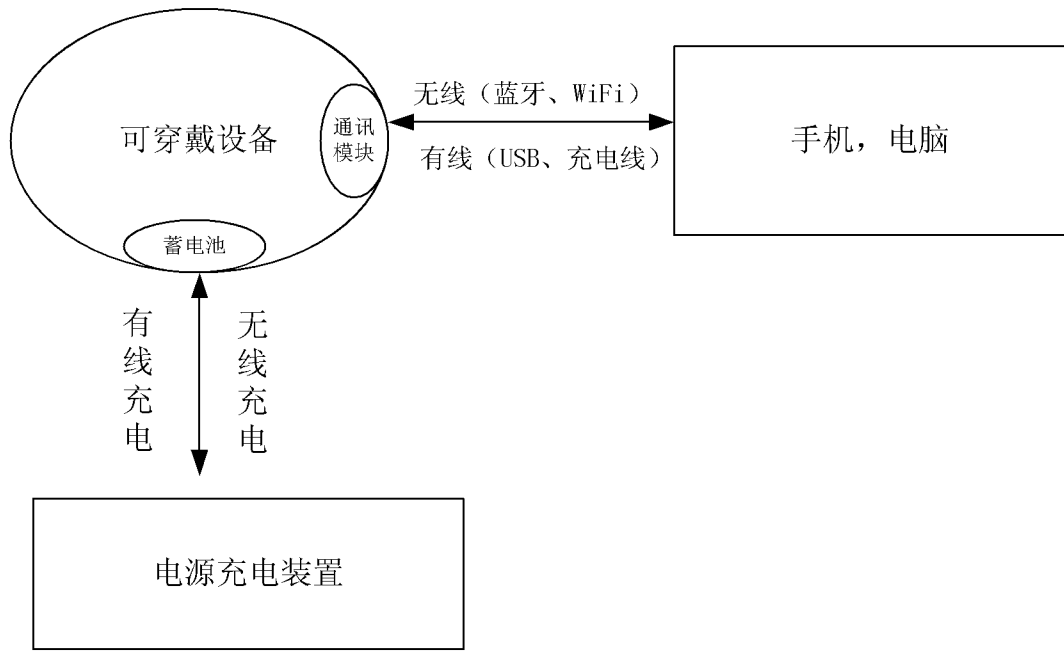 无线（蓝牙、WiFi）
可穿戴设备
通讯
模块
手机，电脑
有线（USB、充电线）
蓄电池
有线充电
无线充电
电源充电装置